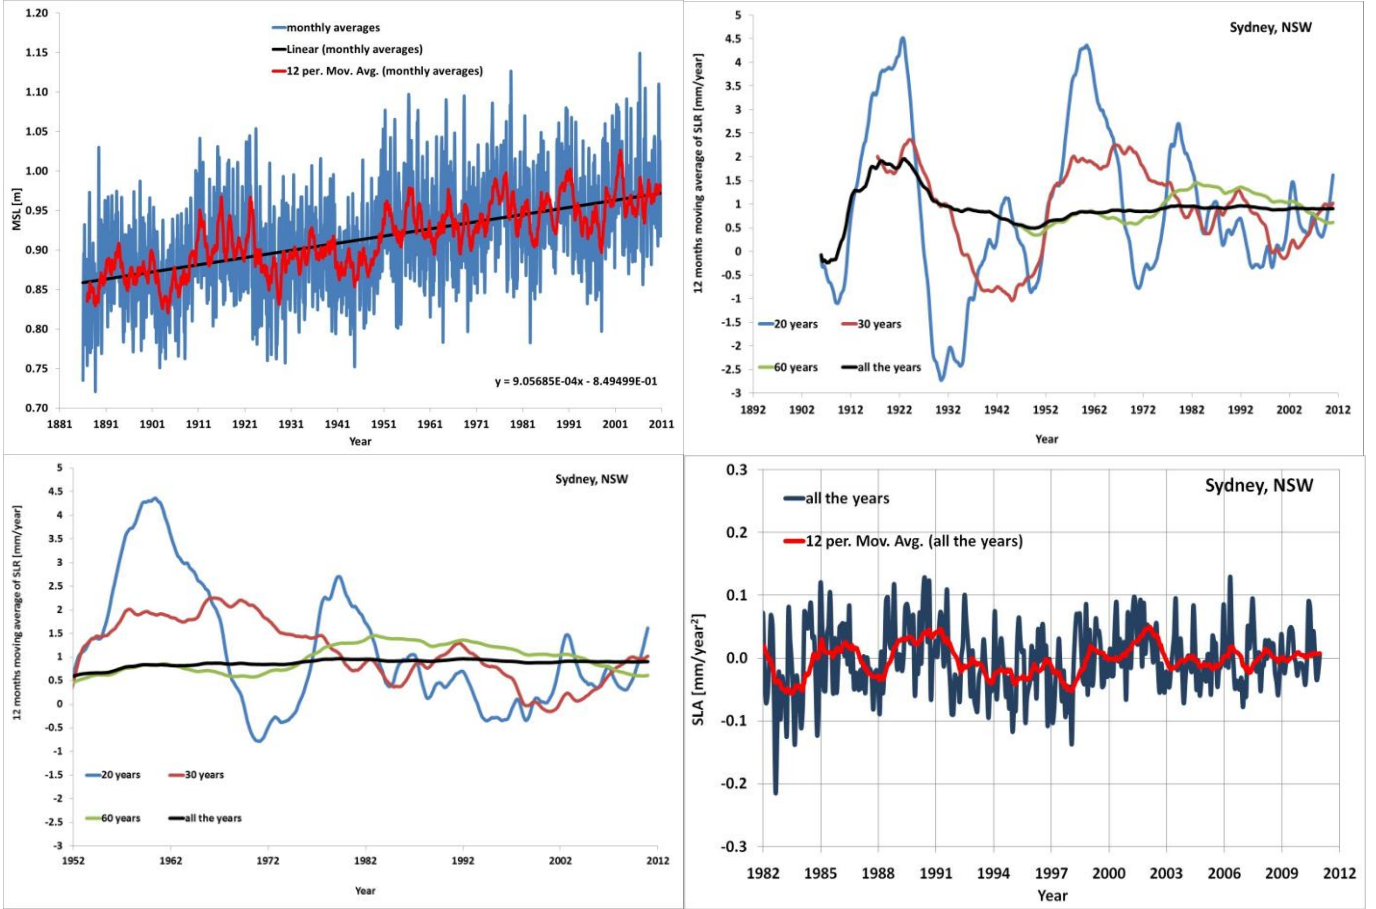 1.20
1.15
1.10
1.05
1.00
0.95
0.90
0.85
0.80
0.75
0.70
MSL [m]
monthly averages
Linear (monthly averages)
12 per. Mov. Avg. (monthly averages)
y = 9.05685E-04x - 8.49499E-01
1881 1891 1901 1911 1921 1931 1941 1951 1961 1971 1981 1991 2001 2011
Year
5
4.5
4
3.5
3
2.5
2
1.5
1
0.5
0
-0.5
-1
-1.5
-2
-2.5
-3
12 months moving average of SLR [mm/year]
Sydney, NSW
20 years 30 years
60 years all the years
1892 1902 1912 1922 1932 1942 1952 1962 1972 1982 1992 2002 2012
Year
5
4.5
4
3.5
3
2.5
2
1.5
1
0.5
0
-0.5
-1
-1.5
-2
-2.5
-3
12 months moving average of SLR [mm/year]
Sydney, NSW
20 years 30 years
60 years all the years
1952 1962 1972 1982 1992 2002 2012
Year
0.3
0.2
0.1
0.0
-0.1
-0.2
-0.3
SLA [mm/year²]
Sydney, NSW
all the years
12 per. Mov. Avg. (all the years)
1982 1985 1988 1991 1994 1997 2000 2003 2006 2009 2012
Year